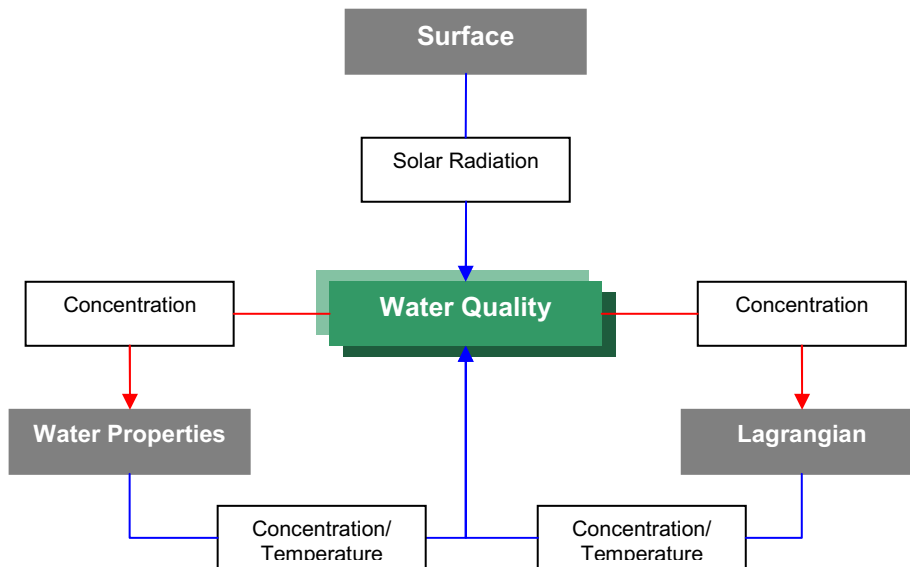 Surface
Solar Radiation
Concentration
Water Quality
Concentration
Water Properties
Lagrangian
Concentration/
Temperature
Concentration/
Temperature